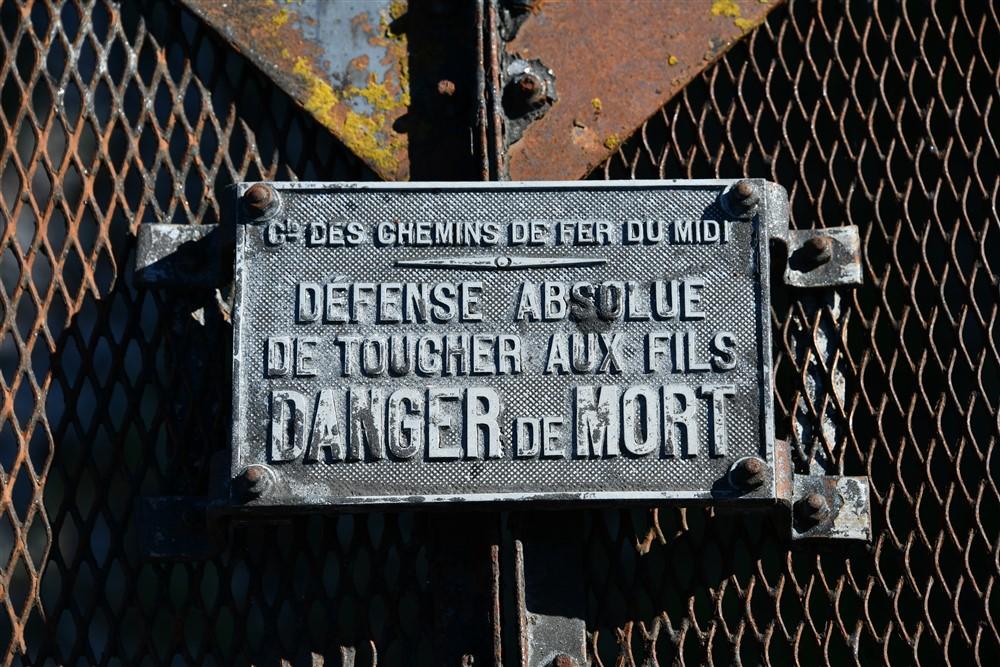 Cie DES CHEMINS DE FER DU MIDI
DÉFENSE ABSOLUE
DE TOUCHER AUX FILS
DANGER DE MORT